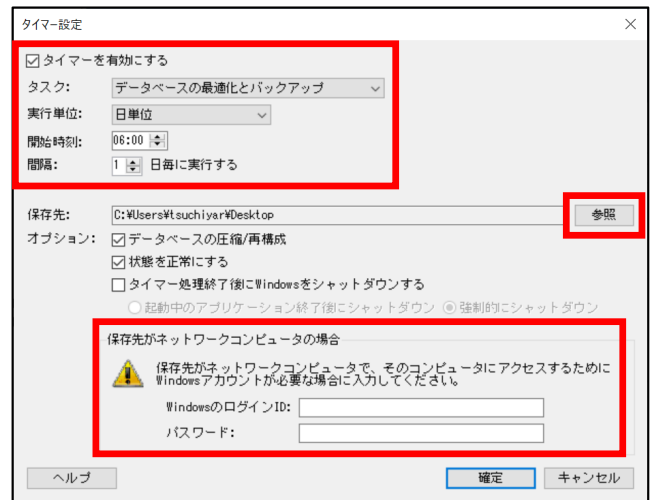 タイマー設定
タイマーを有効にする
タスク: データベースの最適化とバックアップ
実行単位: 日単位
開始時刻: 06:00
間隔: 1 日毎に実行する
保存先: C:¥Users¥tsuchiyar¥Desktop 参照
オプション: データベースの圧縮/再構成
状態を正常にする
タイマー処理終了後にWindowsをシャットダウンする
起動中のアプリケーション終了後にシャットダウン 強制的にシャットダウン
保存先がネットワークコンピュータの場合
保存先がネットワークコンピュータで、そのコンピュータにアクセスするために
Windowsアカウントが必要な場合に入力してください。
WindowsのログインID:
パスワード:
ヘルプ 確定 キャンセル